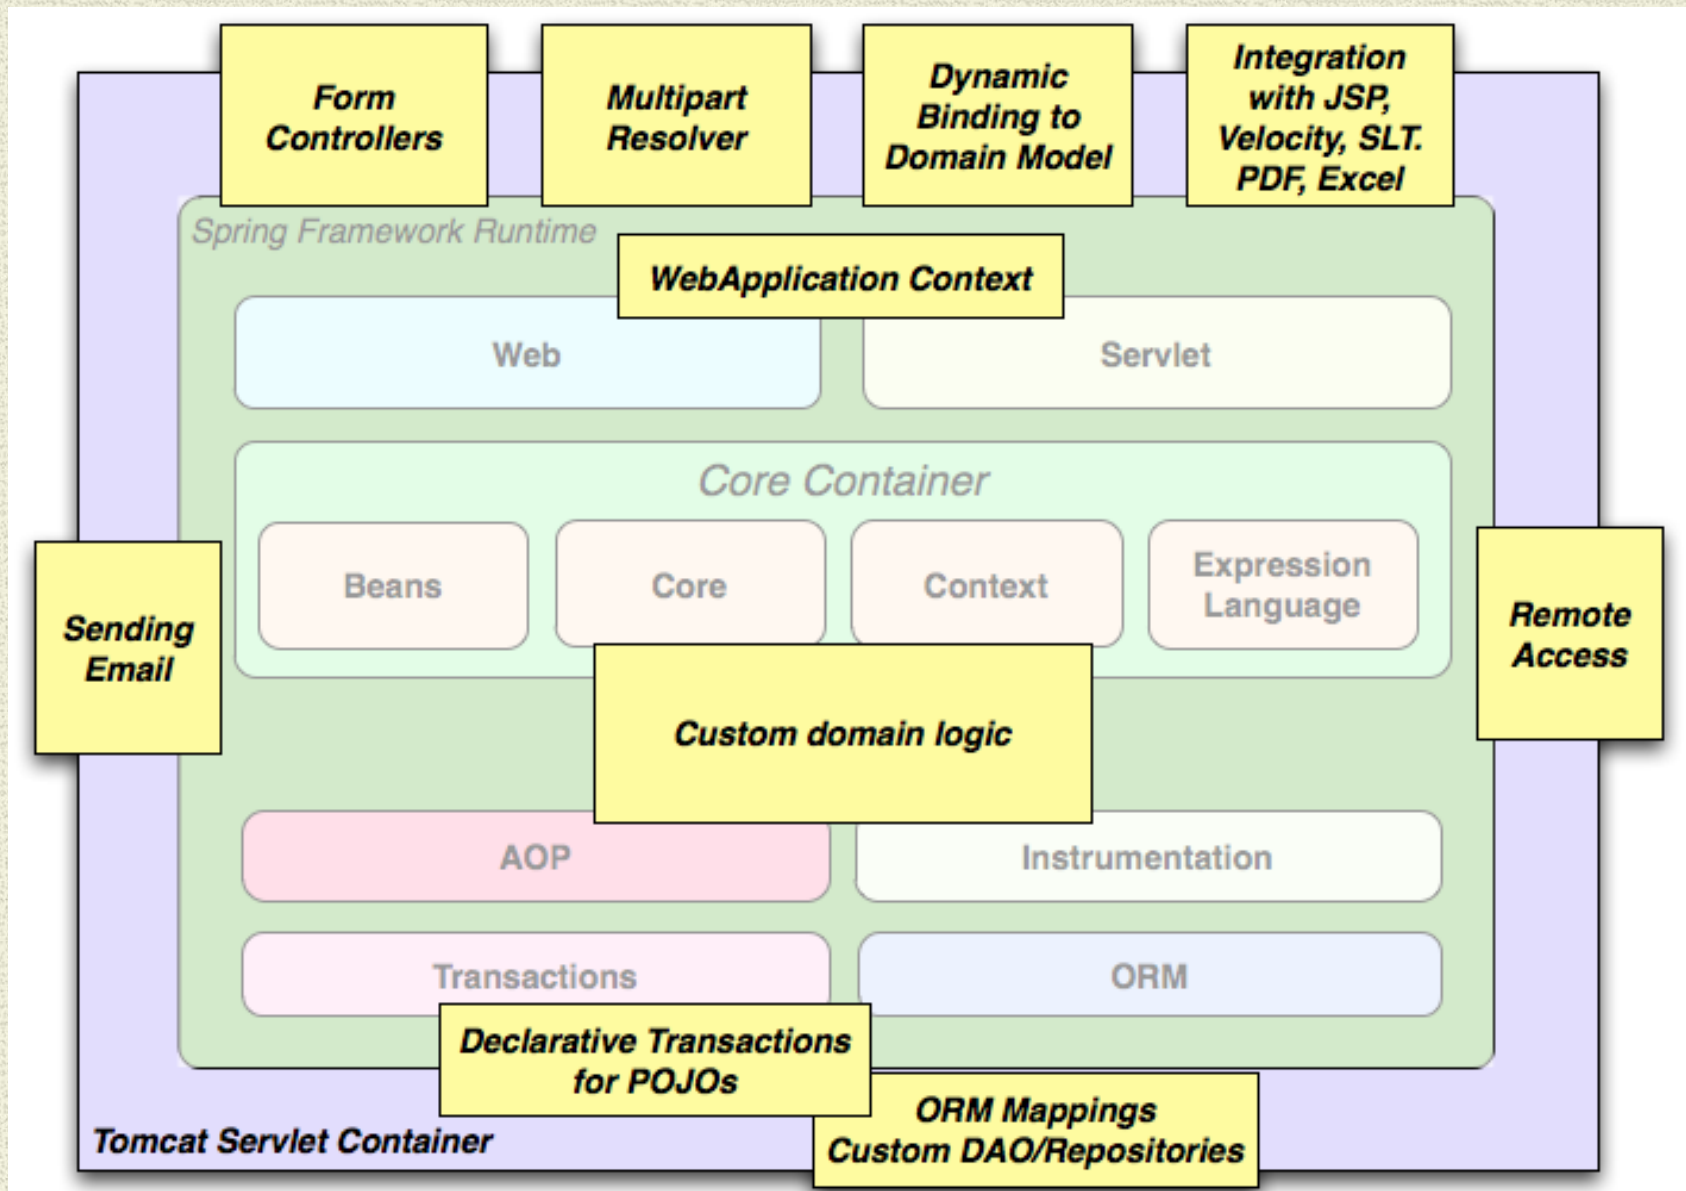 Form
Controllers
Multipart
Resolver
Dynamic
Binding to
Domain Model
Integration
with JSP,
Velocity, SLT.
PDF, Excel
Spring Framework Runtime
WebApplication Context
Web
Servlet
Core Container
Beans
Core
Context
Expression
Language
Sending
Email
Remote
Access
Custom domain logic
AOP
Instrumentation
Transactions
ORM
Declarative Transactions
for POJOs
ORM Mappings
Custom DAO/Repositories
Tomcat Servlet Container